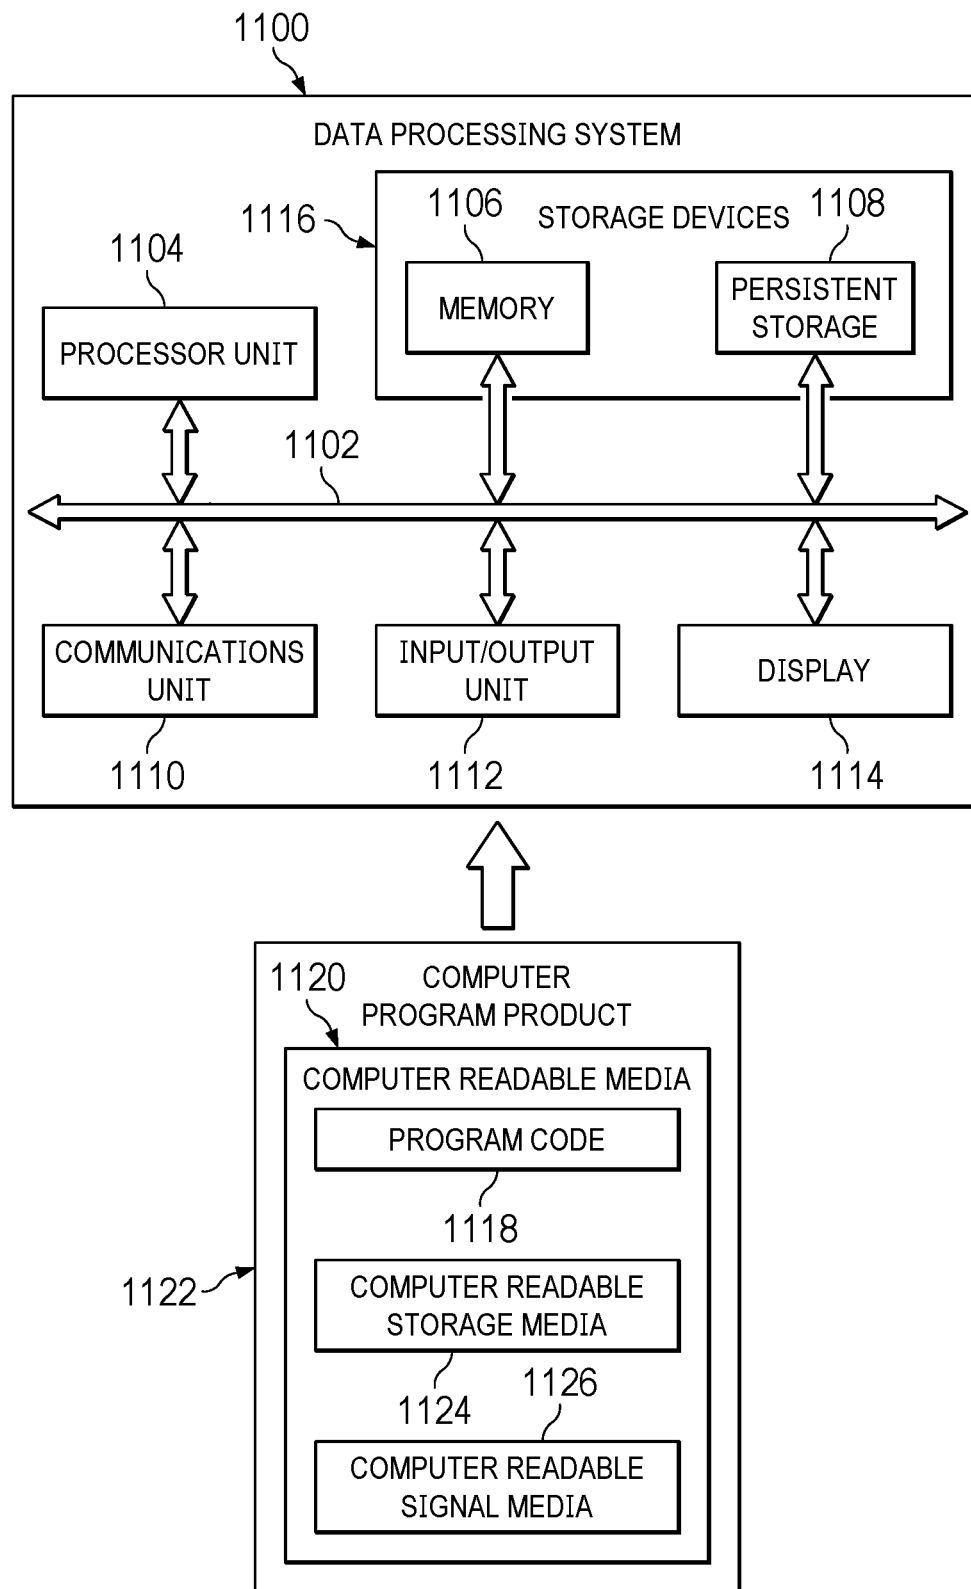 1100
DATA PROCESSING SYSTEM
1116
1106
STORAGE DEVICES
1108
1104
MEMORY
PERSISTENT
STORAGE
PROCESSOR UNIT
1102
COMMUNICATIONS
UNIT
INPUT/OUTPUT
UNIT
DISPLAY
1110
1112
1114
COMPUTER
PROGRAM PRODUCT
1120
COMPUTER READABLE MEDIA
PROGRAM CODE
1118
1122
COMPUTER READABLE
STORAGE MEDIA
1124
1126
COMPUTER READABLE
SIGNAL MEDIA